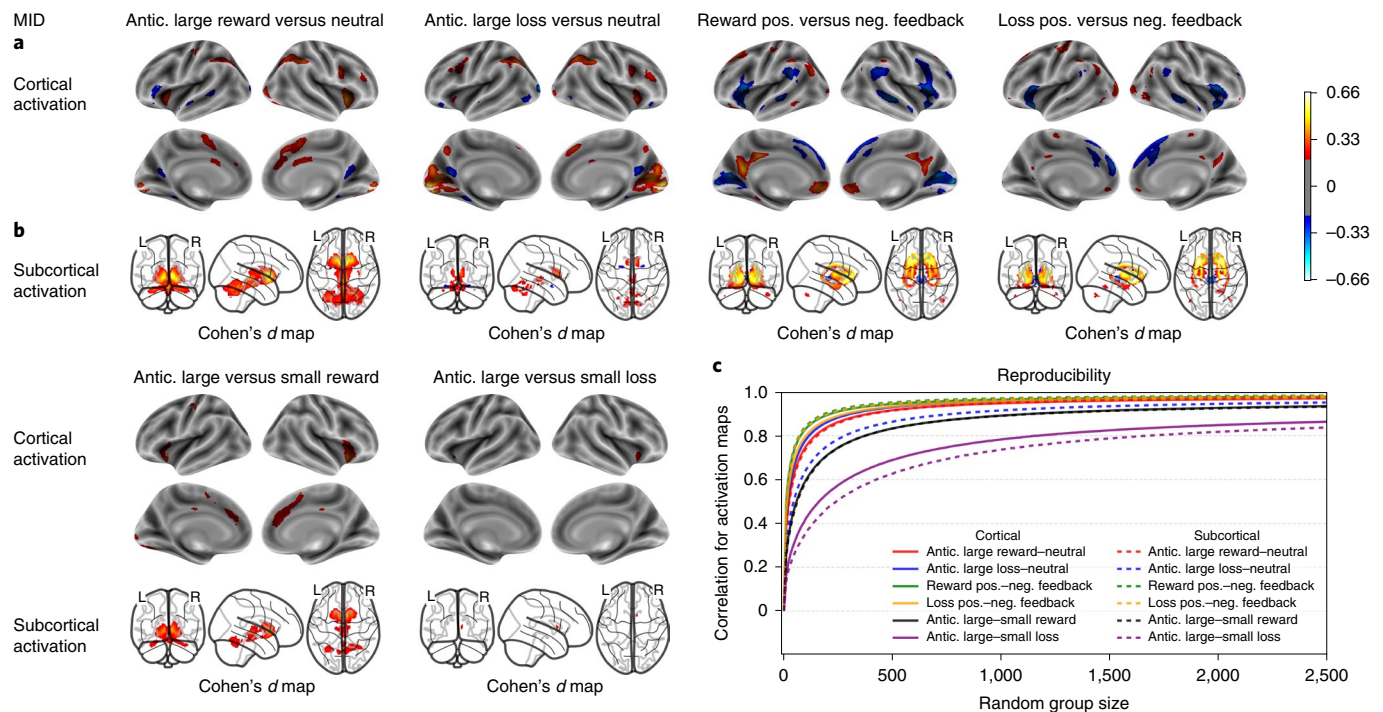 MID
Antic. large reward versus neutral
Antic. large loss versus neutral
Reward pos. versus neg. feedback
Loss pos. versus neg. feedback
a
Cortical
activation
0.66
0.33
0
−0.33
−0.66
b
Subcortical
activation
L R L R
L R L R
L R L R
L R L R
Cohen's d map
Cohen's d map
Cohen's d map
Cohen's d map
Antic. large versus small reward
Antic. large versus small loss
Cortical
activation
Subcortical
activation
L R L R
L R L R
Cohen's d map
Cohen's d map
c
Reproducibility
Correlation for activation maps
1.0
0.8
0.6
0.4
0.2
0
Cortical
Antic. large reward–neutral
Antic. large loss–neutral
Reward pos.–neg. feedback
Loss pos.–neg. feedback
Antic. large–small reward
Antic. large–small loss
Subcortical
Antic. large reward–neutral
Antic. large loss–neutral
Reward pos.–neg. feedback
Loss pos.–neg. feedback
Antic. large–small reward
Antic. large–small loss
0 500 1,000 1,500 2,000 2,500
Random group size